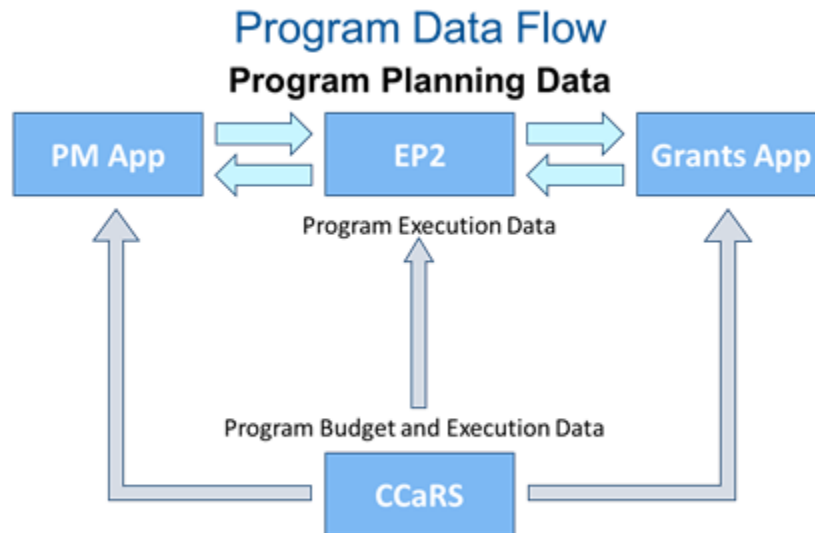 Program Data Flow
Program Planning Data
PM App
EP2
Grants App
Program Execution Data
Program Budget and Execution Data
CCaRS